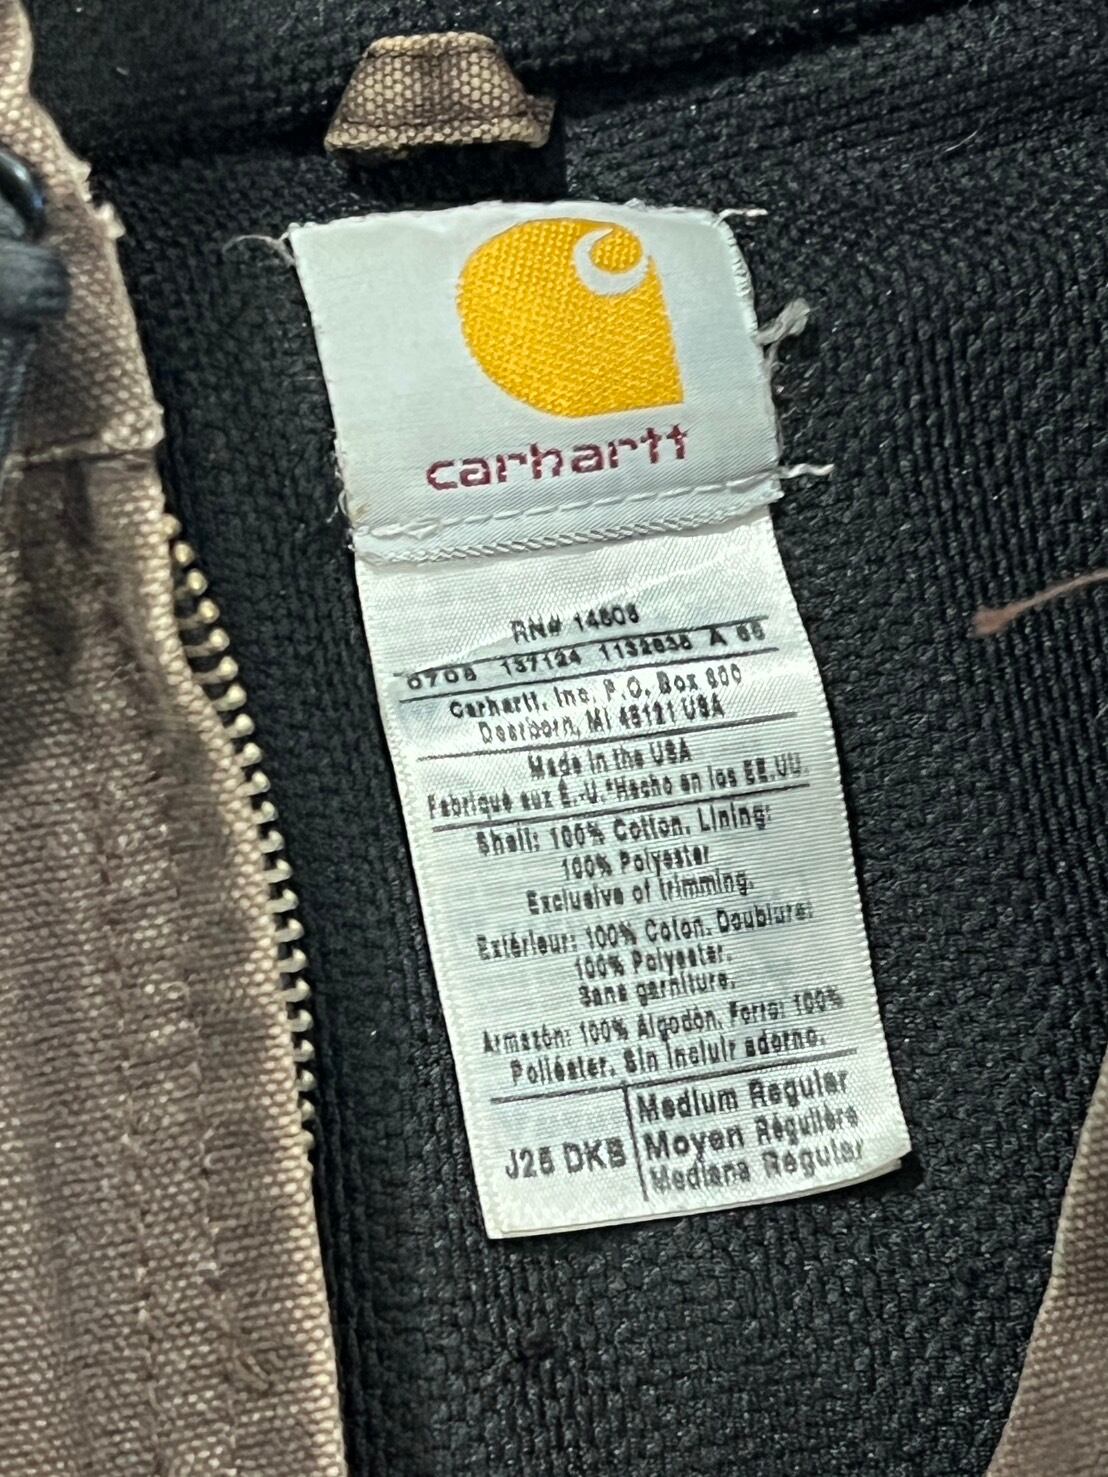 carhartt
RN# 14806
0708 137124 1132838 A 65
Carhartt, Inc. P.O. Box 600
Dearborn, MI 48121 USA
Made in the USA
Fabriqué aux É.-U.*Hecho en los EE.UU.
Shell: 100% Cotton. Lining:
100% Polyester
Exclusive of trimming.
Extérieur: 100% Coton. Doublure:
100% Polyester.
Sans garniture.
Armazón: 100% Algodón. Forro: 100%
Poliéster. Sin incluir adorno.
J25 DKB
Medium Regular
Moyen Régulière
Mediana Regular